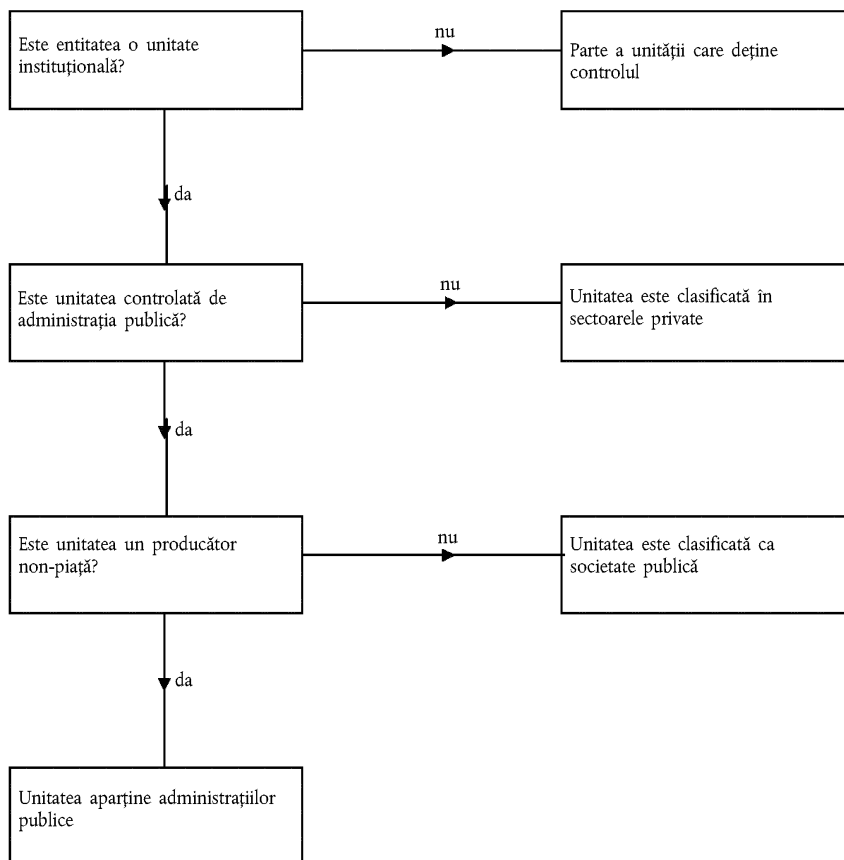 Este entitatea o unitate
instituțională?
nu
Parte a unității care deține
controlul
da
Este unitatea controlată de
administrația publică?
nu
Unitatea este clasificată în
sectoarele private
da
Este unitatea un producător
non-piață?
nu
Unitatea este clasificată ca
societate publică
da
Unitatea aparține administrațiilor
publice